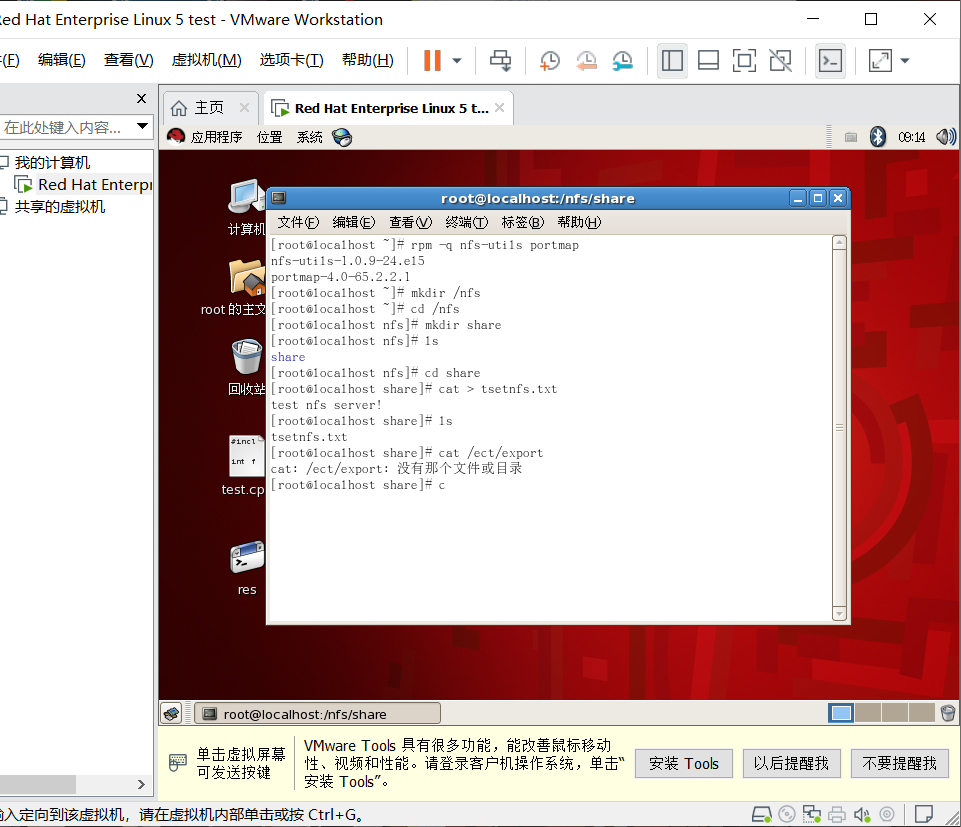 Red Hat Enterprise Linux 5 test - VMware Workstation
(F) 编辑(E) 查看(V) 虚拟机(M) 选项卡(T) 帮助(H)
在此处键入内容...
主页
Red Hat Enterprise Linux 5 t...
应用程序 位置 系统
09:14
我的计算机
Red Hat Enterpr
共享的虚拟机
计算机
root 的主文
回收站
#incl
int f
test.cp
res
root@localhost:/nfs/share
文件(F) 编辑(E) 查看(V) 终端(T) 标签(B) 帮助(H)
[root@localhost ~]# rpm -q nfs-utils portmap
nfs-utils-1.0.9-24.el5
portmap-4.0-65.2.2.1
[root@localhost ~]# mkdir /nfs
[root@localhost ~]# cd /nfs
[root@localhost nfs]# mkdir share
[root@localhost nfs]# ls
share
[root@localhost nfs]# cd share
[root@localhost share]# cat > tsetnfs.txt
test nfs server!
[root@localhost share]# ls
tsetnfs.txt
[root@localhost share]# cat /ect/export
cat: /ect/export: 没有那个文件或目录
[root@localhost share]# c
root@localhost:/nfs/share
单击虚拟屏幕
可发送按键
VMware Tools 具有很多功能，能改善鼠标移动
性、视频和性能。请登录客户机操作系统，单击“
安装 Tools”。
安装 Tools
以后提醒我
不要提醒我
输入定向到该虚拟机，请在虚拟机内部单击或按 Ctrl+G。